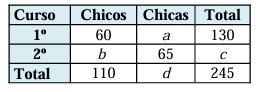 Curso Chicos Chicas Total
1º 60 a 130
2º b 65 c
Total 110 d 245